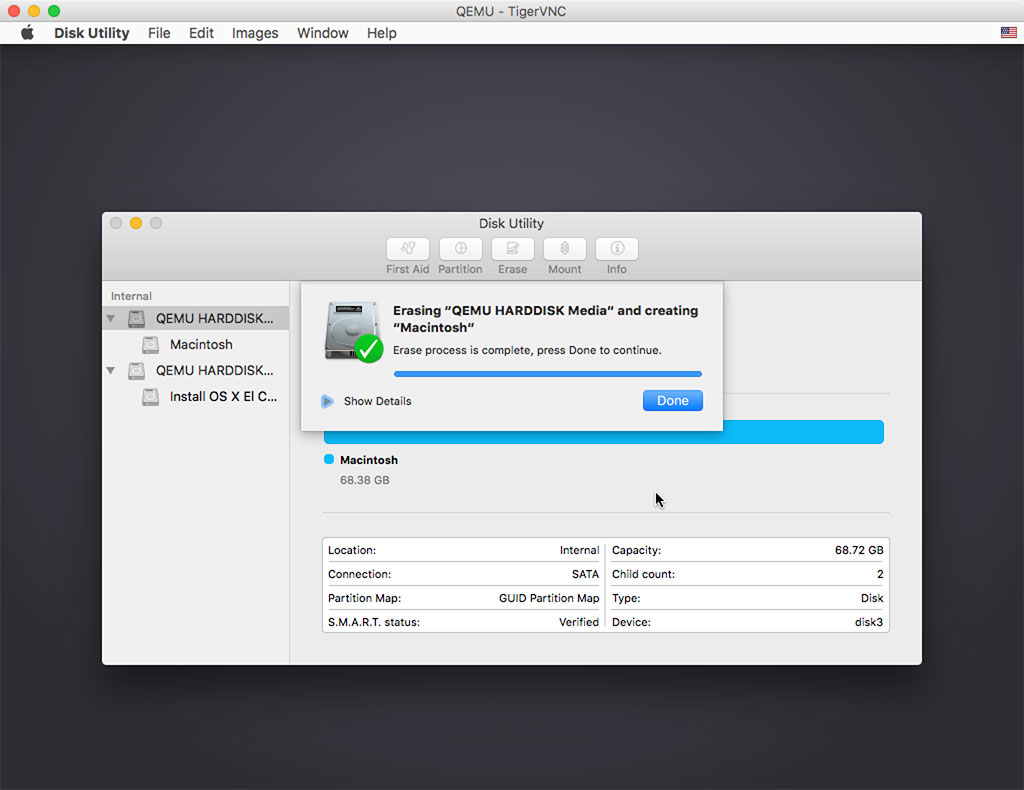 QEMU - TigerVNC
Disk Utility File Edit Images Window Help
Disk Utility
First Aid Partition Erase Mount Info
Internal
QEMU HARDDISK...
Macintosh
QEMU HARDDISK...
Install OS X El C...
Erasing “QEMU HARDDISK Media” and creating
“Macintosh”
Erase process is complete, press Done to continue.
Show Details
Done
Macintosh
68.38 GB
Location: Internal Capacity: 68.72 GB
Connection: SATA Child count: 2
Partition Map: GUID Partition Map Type: Disk
S.M.A.R.T. status: Verified Device: disk3